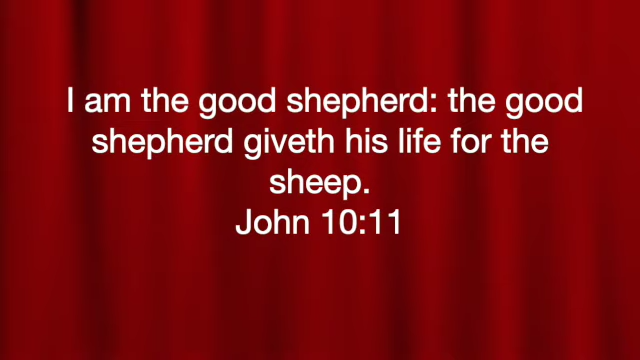 I am the good shepherd: the good
shepherd giveth his life for the
sheep.
John 10:11